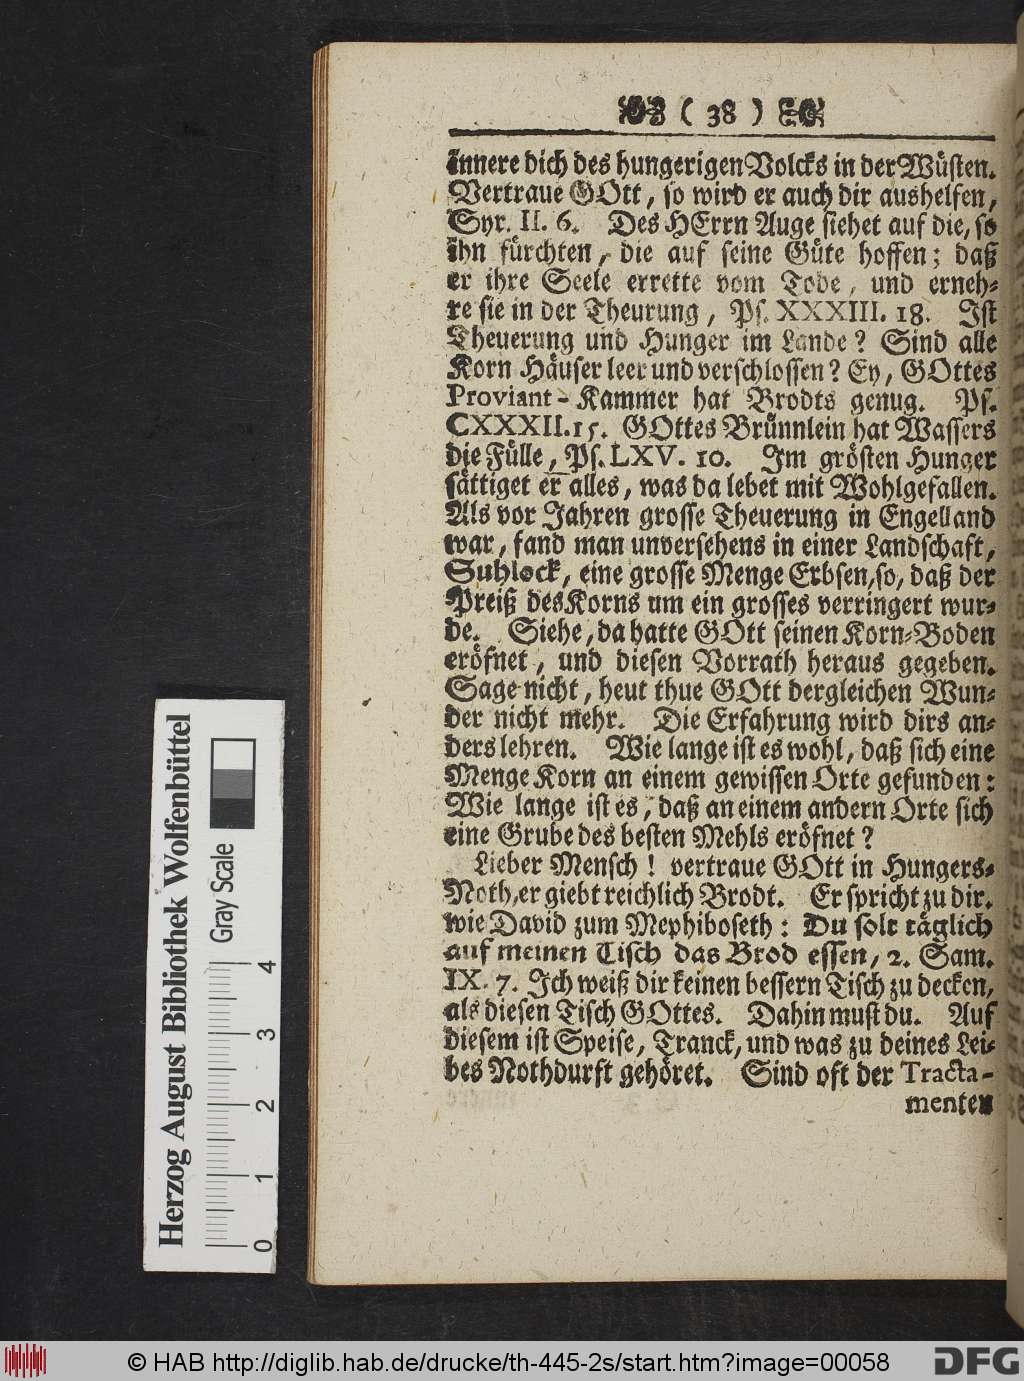 ( 38 )
innere dich des hungerigen Volcks in der Wüsten.
Vertraue GOtt, so wird er auch dir aushelfen,
Syr. II. 6. Des HErrn Auge siehet auf die, so
ihn fürchten, die auf seine Güte hoffen; daß
er ihre Seele errette vom Tode, und erneh-
re sie in der Theurung, Ps. XXXIII. 18. Ist
Theuerung und Hunger im Lande? Sind alle
Korn Häuser leer und verschlossen? Ey, GOttes
Proviant-Kammer hat Brodts genug. Ps.
CXXXII. 15. GOttes Brünnlein hat Wassers
die Fülle, Ps. LXV. 10. Im grösten Hunger
sättiget er alles, was da lebet mit Wohlgefallen.
Als vor Jahren grosse Theuerung in Engelland
war, fand man unversehens in einer Landschaft,
Suhlock, eine grosse Menge Erbsen, so, daß der
Preiß des Korns um ein grosses verringert wur-
de. Siehe, da hatte GOtt seinen Korn-Boden
eröfnet, und diesen Vorrath heraus gegeben.
Sage nicht, heut thue GOtt dergleichen Wun-
der nicht mehr. Die Erfahrung wird dirs an-
ders lehren. Wie lange ist es wohl, daß sich eine
Menge Korn an einem gewissen Orte gefunden:
Wie lange ist es, daß an einem andern Orte sich
eine Grube des besten Mehls eröfnet?
Lieber Mensch! vertraue GOtt in Hungers-
Noth, er giebt reichlich Brodt. Er spricht zu dir.
wie David zum Mephiboseth: Du solt täglich
auf meinen Tisch das Brod essen, 2. Sam.
IX. 7. Ich weiß dir keinen bessern Tisch zu decken,
als diesen Tisch GOttes. Dahin must du. Auf
diesem ist Speise, Tranck, und was zu deines Lei-
bes Nothdurft gehöret. Sind oft der Tracta-
menten
Herzog August Bibliothek Wolfenbüttel
Gray Scale
0 1 2 3 4
© HAB http://diglib.hab.de/drucke/th-445-2s/start.htm?image=00058
DFG